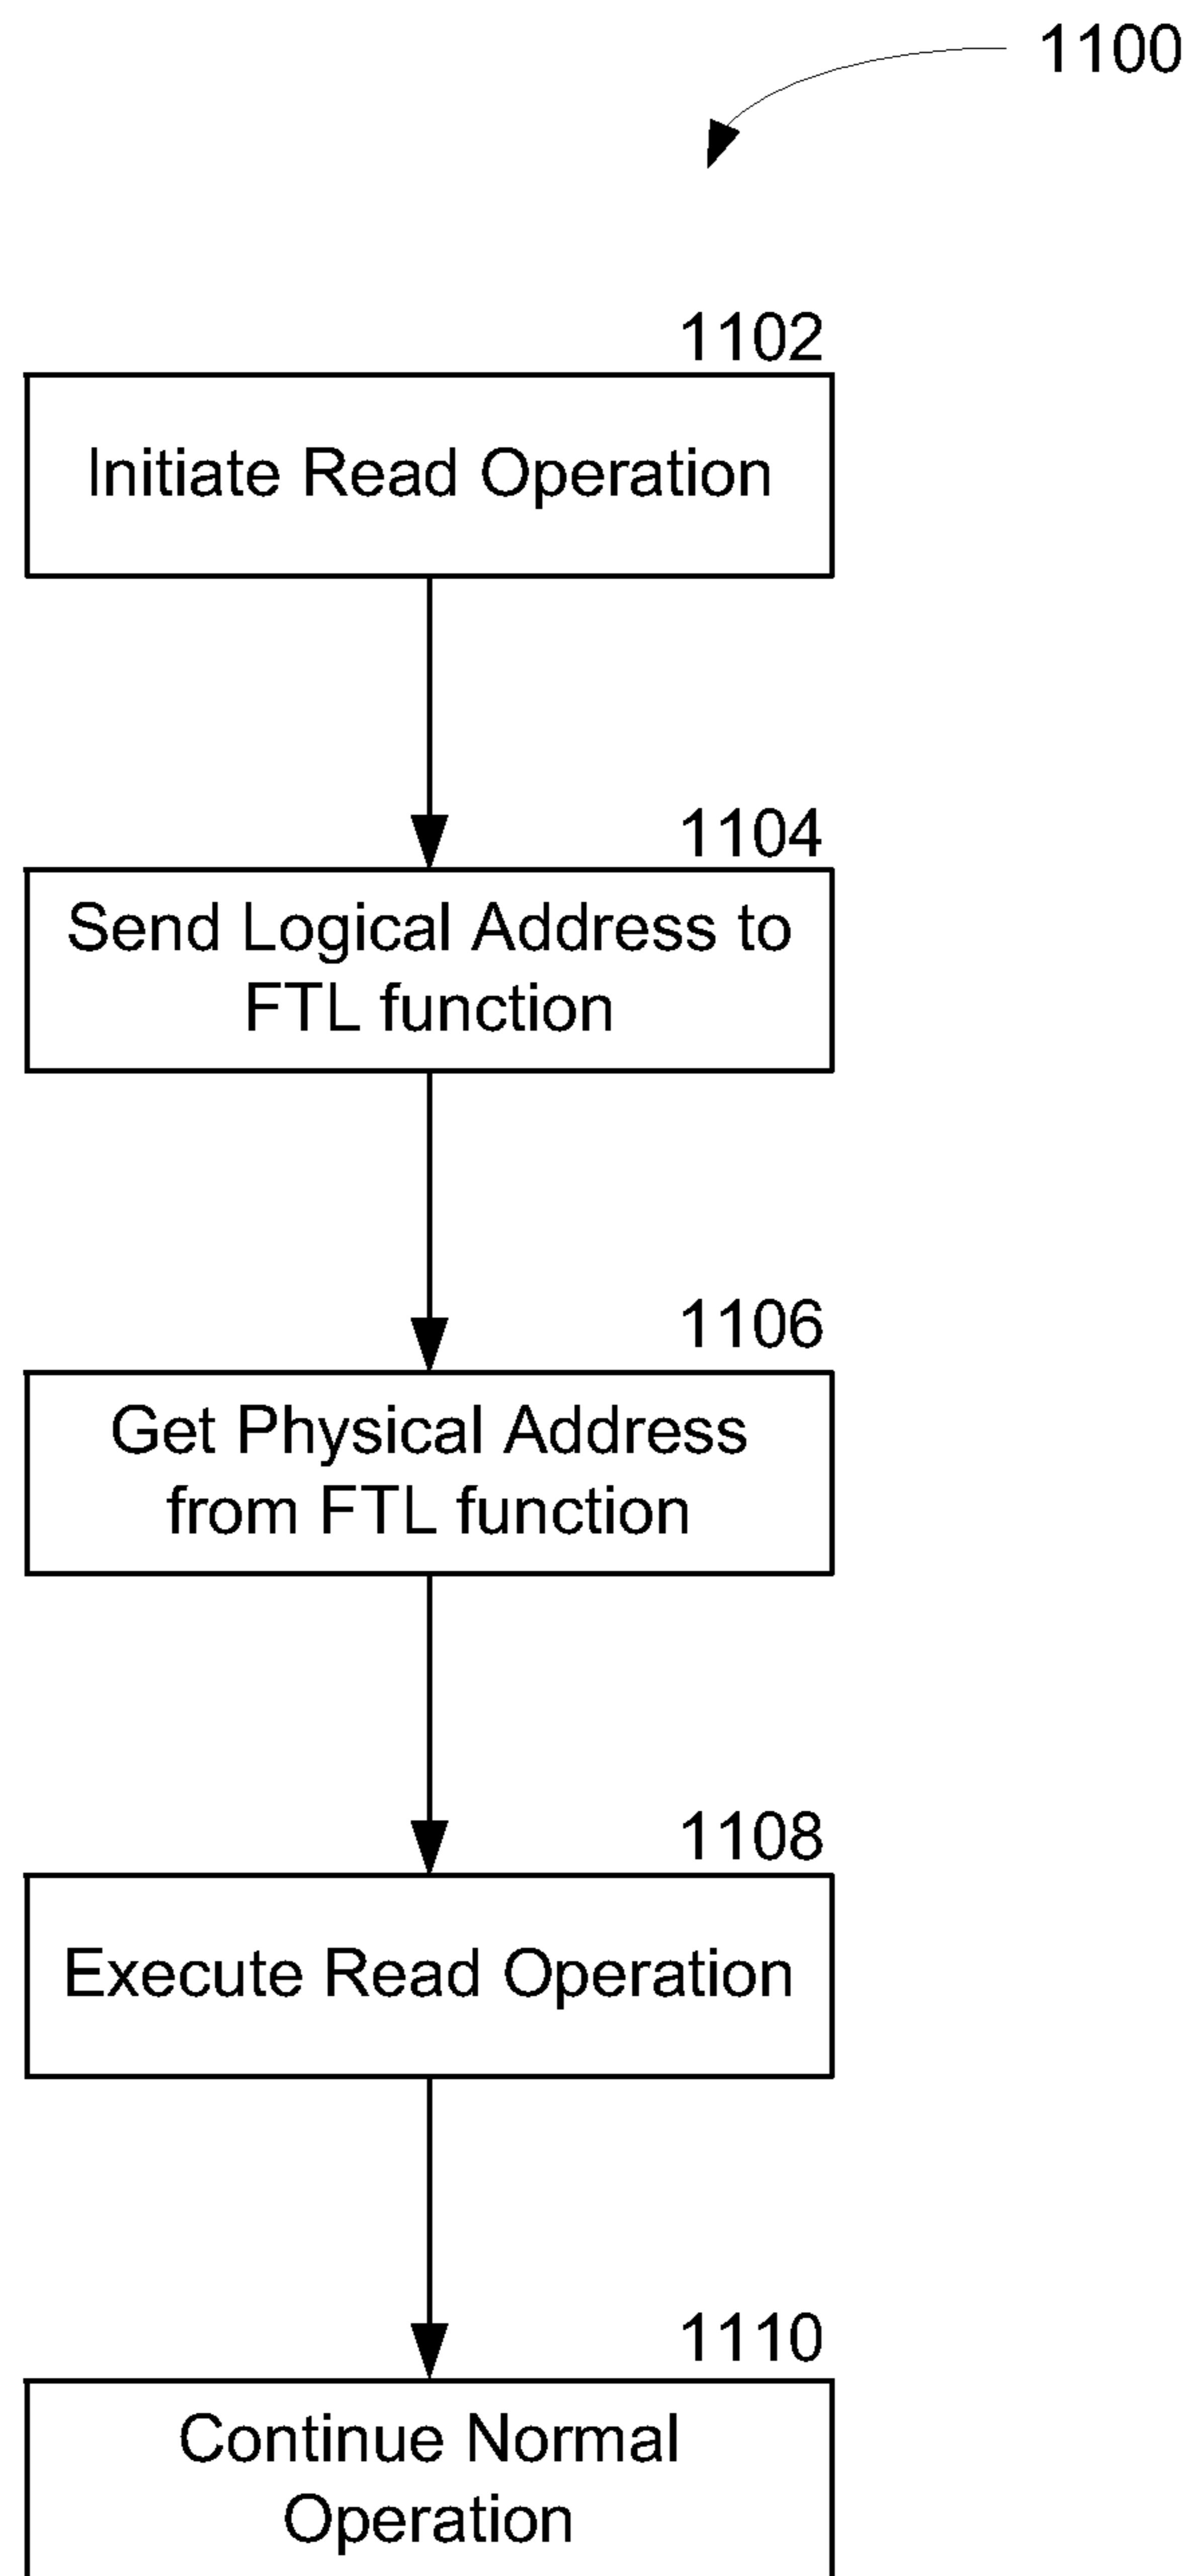 1100
1102
Initiate Read Operation
1104
Send Logical Address to
FTL function
1106
Get Physical Address
from FTL function
1108
Execute Read Operation
1110
Continue Normal
Operation